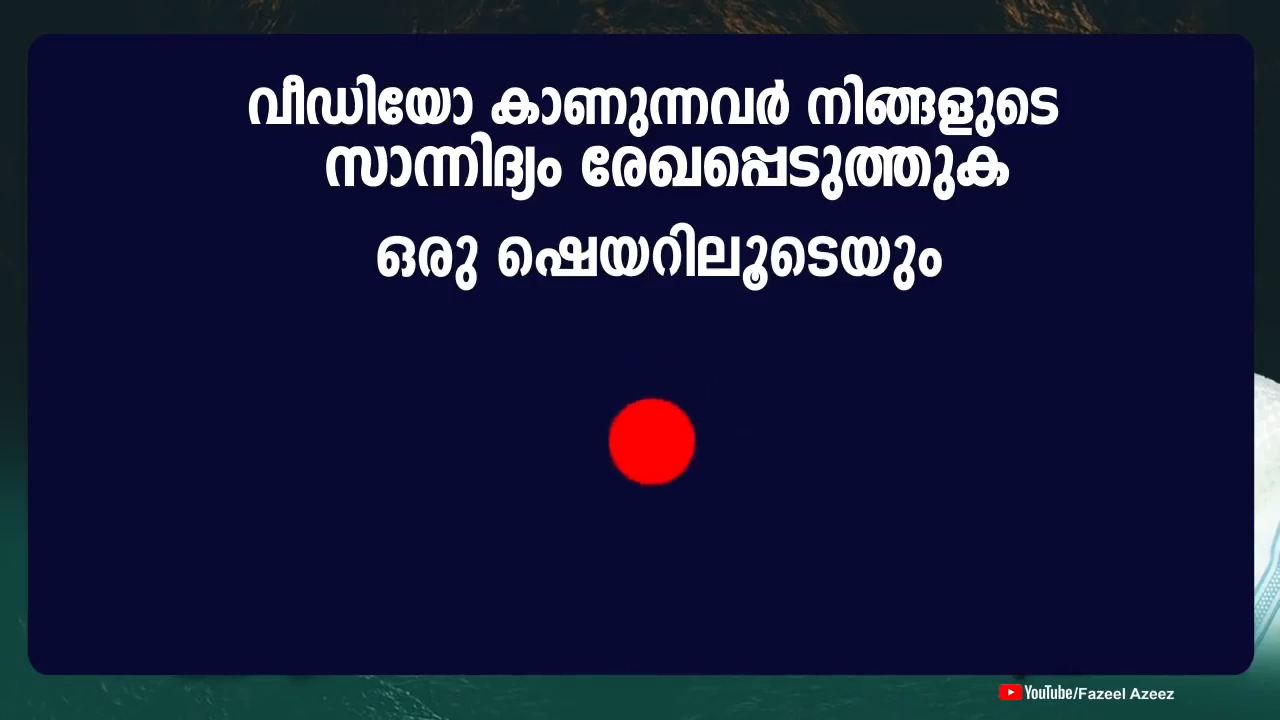 വീഡിയോ കാണുന്നവർ നിങ്ങളുടെ
സാന്നിദ്യം രേഖപ്പെടുത്തുക
ഒരു ഷെയറിലൂടെയും
YouTube/Fazeel Azeez